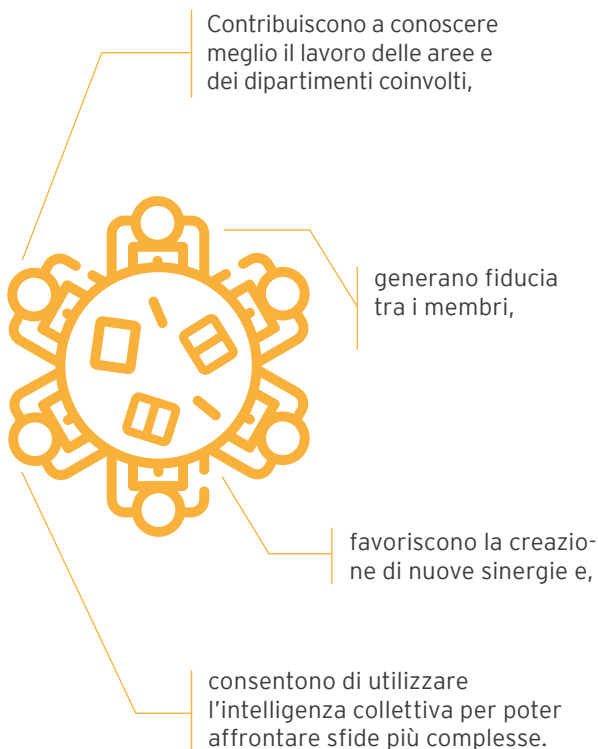 Contribuiscono a conoscere
meglio il lavoro delle aree e
dei dipartimenti coinvolti,
generano fiducia
tra i membri,
favoriscono la creazio-
ne di nuove sinergie e,
consentono di utilizzare
l’intelligenza collettiva per poter
affrontare sfide più complesse.